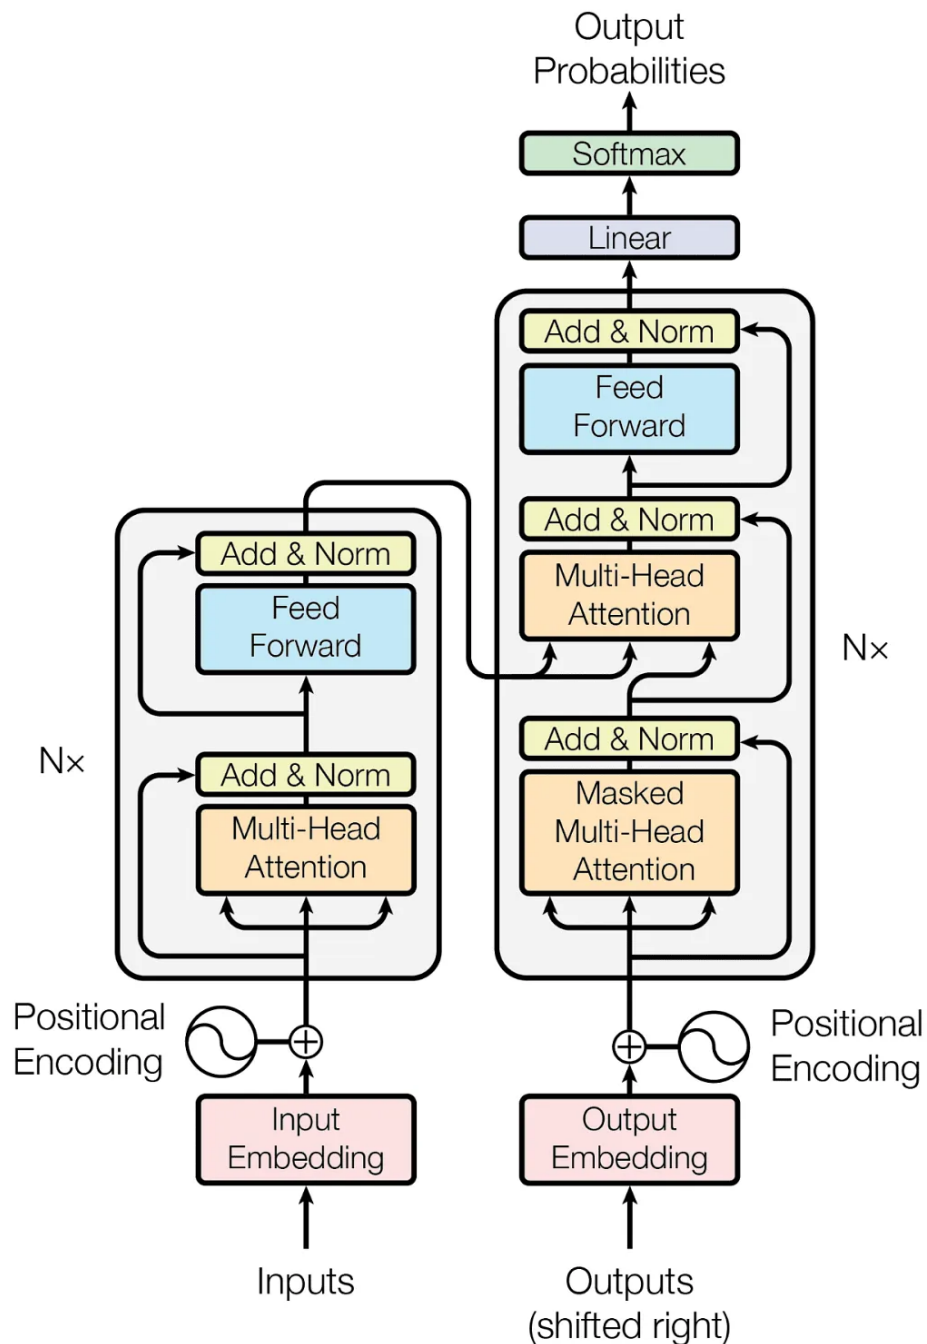 Output
Probabilities
Softmax
Linear
Add & Norm
Feed
Forward
Add & Norm
Multi-Head
Attention
Add & Norm
Masked
Multi-Head
Attention
N×
Add & Norm
Feed
Forward
Add & Norm
Multi-Head
Attention
N×
Positional
Encoding
Positional
Encoding
Input
Embedding
Output
Embedding
Inputs
Outputs
(shifted right)